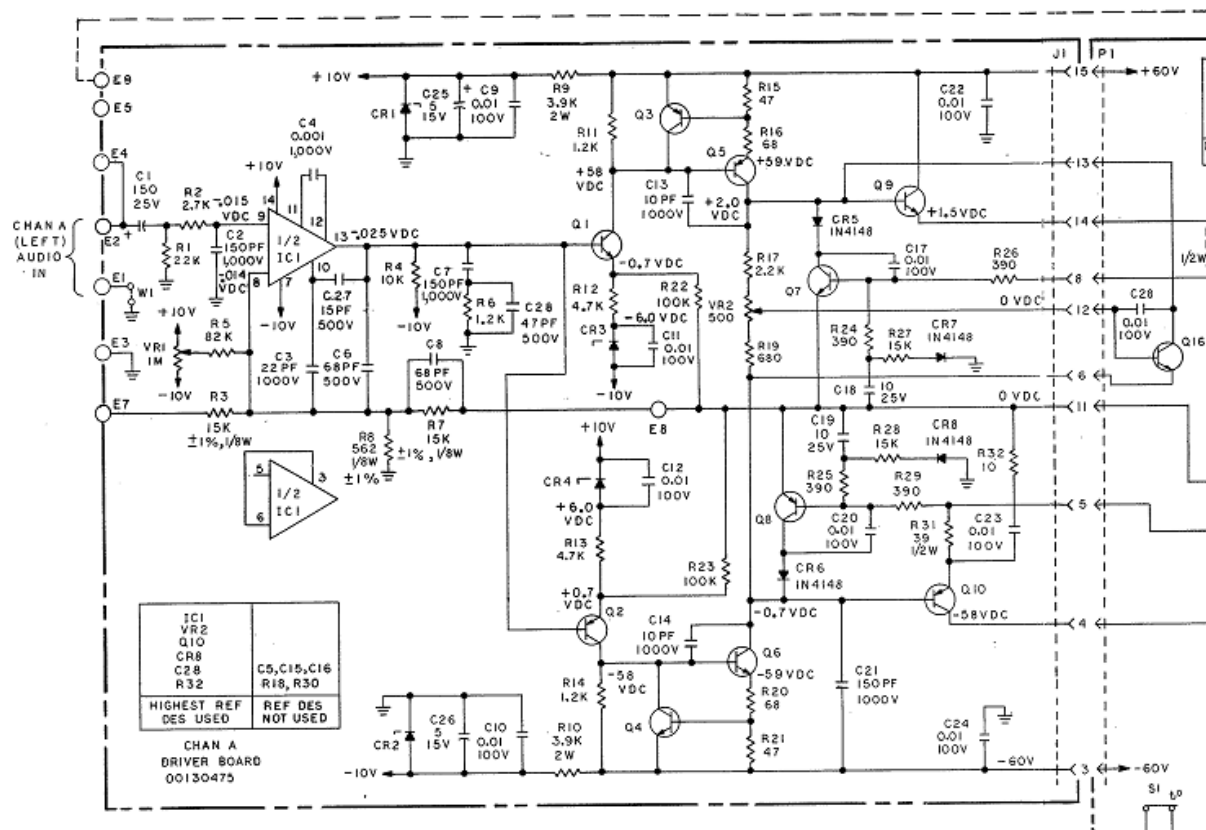 E9
E5
E4
C1
150
25V
+
E2
CHAN A
(LEFT)
AUDIO
IN
E1
W1
E3
E7
R1
22K
R2
2.7K
-.015
VDC
C2
150PF
1,000V
-.014
VDC
+10V
14
9
11
12
C4
0.001
1,000V
1/2
IC1
13
-.025 VDC
10
8
7
-10V
+10V
VR1
1M
-10V
R5
82K
R3
15K
±1%, 1/8W
C3
22PF
1000V
C27
15PF
500V
C6
68PF
500V
R4
10K
-10V
C7
150PF
1,000V
R6
1.2K
C28
47PF
500V
C8
68PF
500V
R7
15K
±1%, 1/8W
R8
562
1/8W
±1%
5
6
3
1/2
IC1
+10V
CR1
C25
5
15V
+
C9
0.01
100V
R9
3.9K
2W
R11
1.2K
Q3
R15
47
R16
68
Q5
+59.VDC
+58
VDC
C13
10PF
1000V
+2.0
VDC
Q1
-0.7VDC
R12
4.7K
R22
100K
-6.0VDC
CR3
C11
0.01
100V
-10V
VR2
500
R17
2.2K
R19
680
CR5
1N4148
Q7
C17
0.01
100V
R26
390
Q9
+1.5VDC
C22
0.01
100V
R24
390
R27
15K
CR7
1N4148
C18
10
25V
0 VDC
0 VDC
E8
J1
P1
15
+60V
13
14
8
12
6
11
5
4
3
-60V
-60V
1/2W
C28
0.01
100V
Q16
+10V
CR4
C12
0.01
100V
+6.0
VDC
R13
4.7K
+0.7
VDC
Q2
R23
100K
C19
10
25V
R28
15K
CR8
1N4148
R25
390
R29
390
R32
10
Q8
C20
0.01
100V
R31
39
1/2W
C23
0.01
100V
CR6
1N4148
-0.7VDC
Q10
-58VDC
C14
10PF
1000V
Q6
-59VDC
-58
VDC
R14
1.2K
Q4
R20
68
R21
47
C21
150PF
1000V
C24
0.01
100V
CR2
C26
5
15V
C10
0.01
100V
R10
3.9K
2W
-10V
S1
t°
IC1
VR2
Q10
CR8
C28
R32
C5,C15,C16
R18,R30
HIGHEST REF
DES USED
REF DES
NOT USED
CHAN A
DRIVER BOARD
00130475